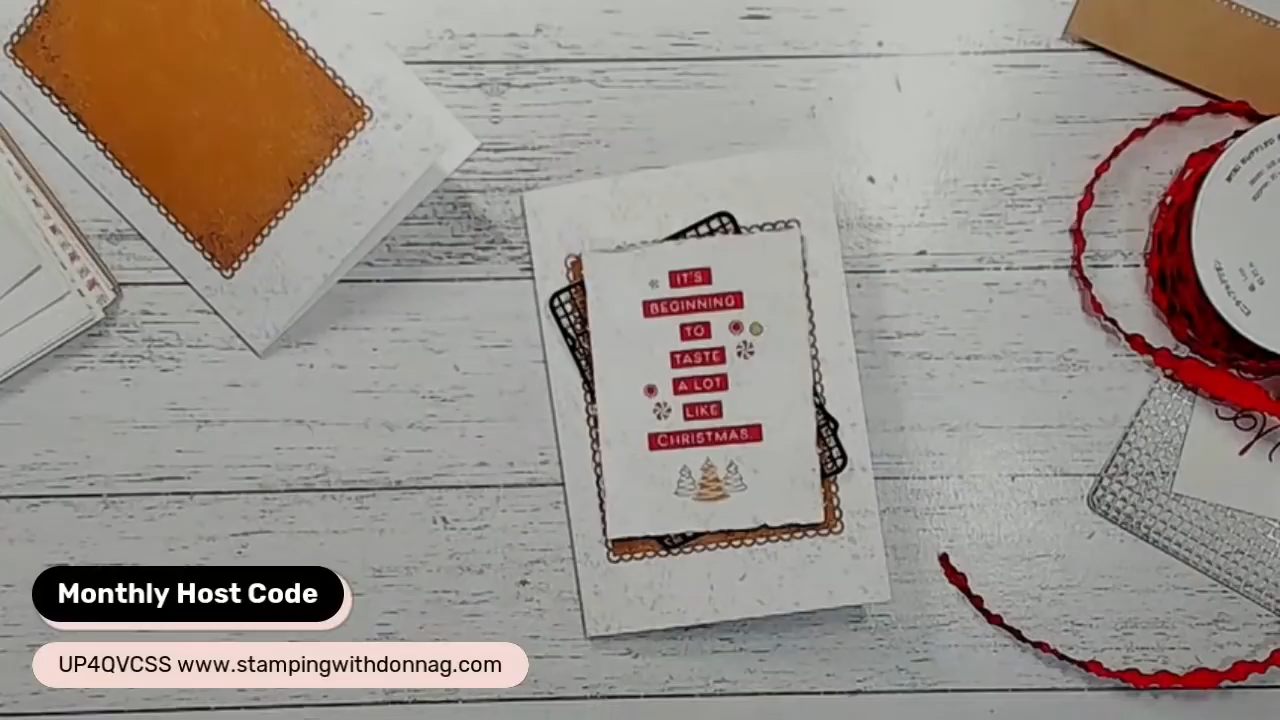 IT'S
BEGINNING
TO
TASTE
A LOT
LIKE
CHRISTMAS.
Monthly Host Code
UP4QVCSS www.stampingwithdonnag.com